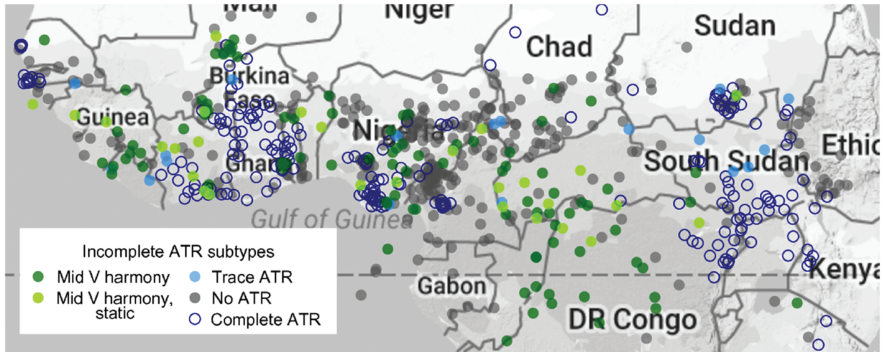 Mali
Niger
Chad
Sudan
Burkina
Faso
Guinea
Nigeria
Ghana
South Sudan
Ethio
Gulf of Guinea
Incomplete ATR subtypes
Mid V harmony
Trace ATR
Mid V harmony,
static
No ATR
Complete ATR
Gabon
Kenya
DR Congo